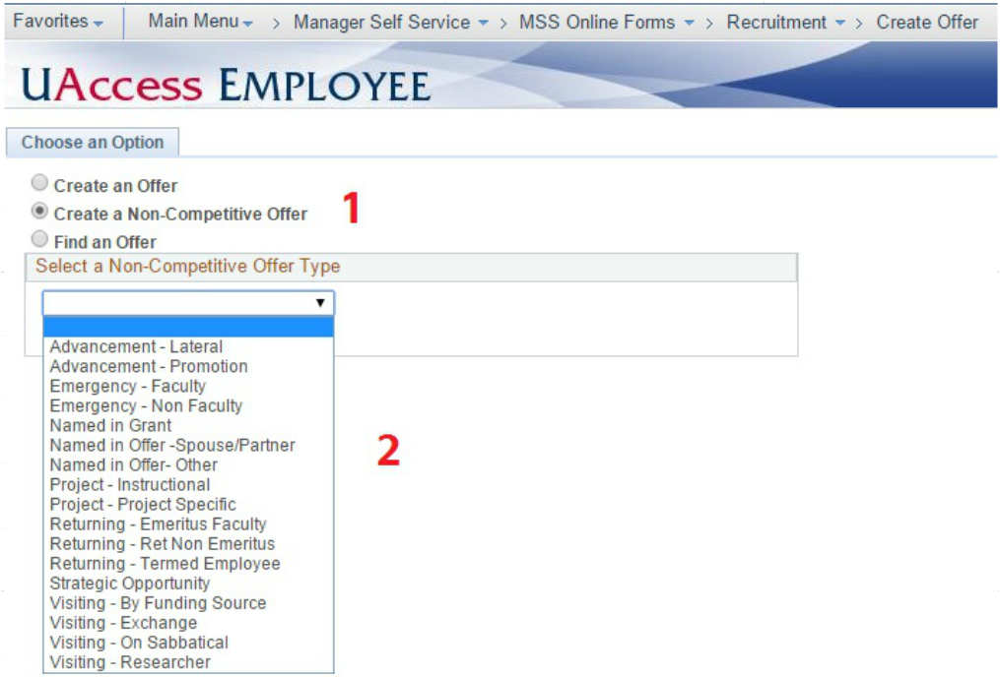 Favorites Main Menu > Manager Self Service > MSS Online Forms > Recruitment > Create Offer
UAccess EMPLOYEE
Choose an Option
Create an Offer
Create a Non-Competitive Offer 1
Find an Offer
Select a Non-Competitive Offer Type
Advancement - Lateral
Advancement - Promotion
Emergency - Faculty
Emergency - Non Faculty
Named in Grant
Named in Offer -Spouse/Partner
2
Named in Offer- Other
Project - Instructional
Project - Project Specific
Returning - Emeritus Faculty
Returning - Ret Non Emeritus
Returning - Termed Employee
Strategic Opportunity
Visiting - By Funding Source
Visiting - Exchange
Visiting - On Sabbatical
Visiting - Researcher